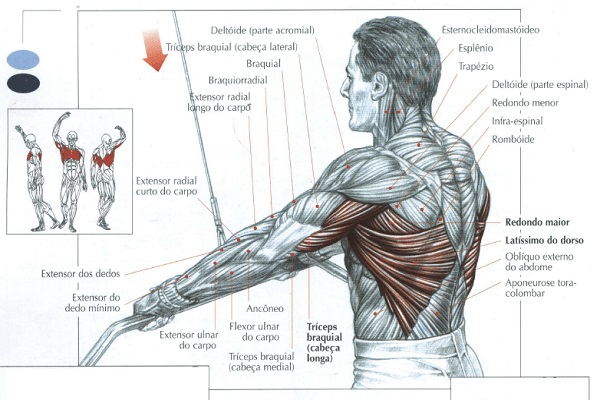 Deltóide (parte acromial)
Tríceps braquial (cabeça lateral)
Braquial
Braquiorradial
Extensor radial
longo do carpo
Extensor radial
curto do carpo
Extensor dos dedos
Extensor do
dedo mínimo
Extensor ulnar
do carpo
Ancôneo
Flexor ulnar
do carpo
Tríceps braquial
(cabeça medial)
Tríceps
braquial
(cabeça
longa)
Esternocleidomastóideo
Esplênio
Trapézio
Deltóide (parte espinal)
Redondo menor
Infra-espinal
Rombóide
Redondo maior
Latíssimo do dorso
Oblíquo externo
do abdome
Aponeurose tora-
colombar